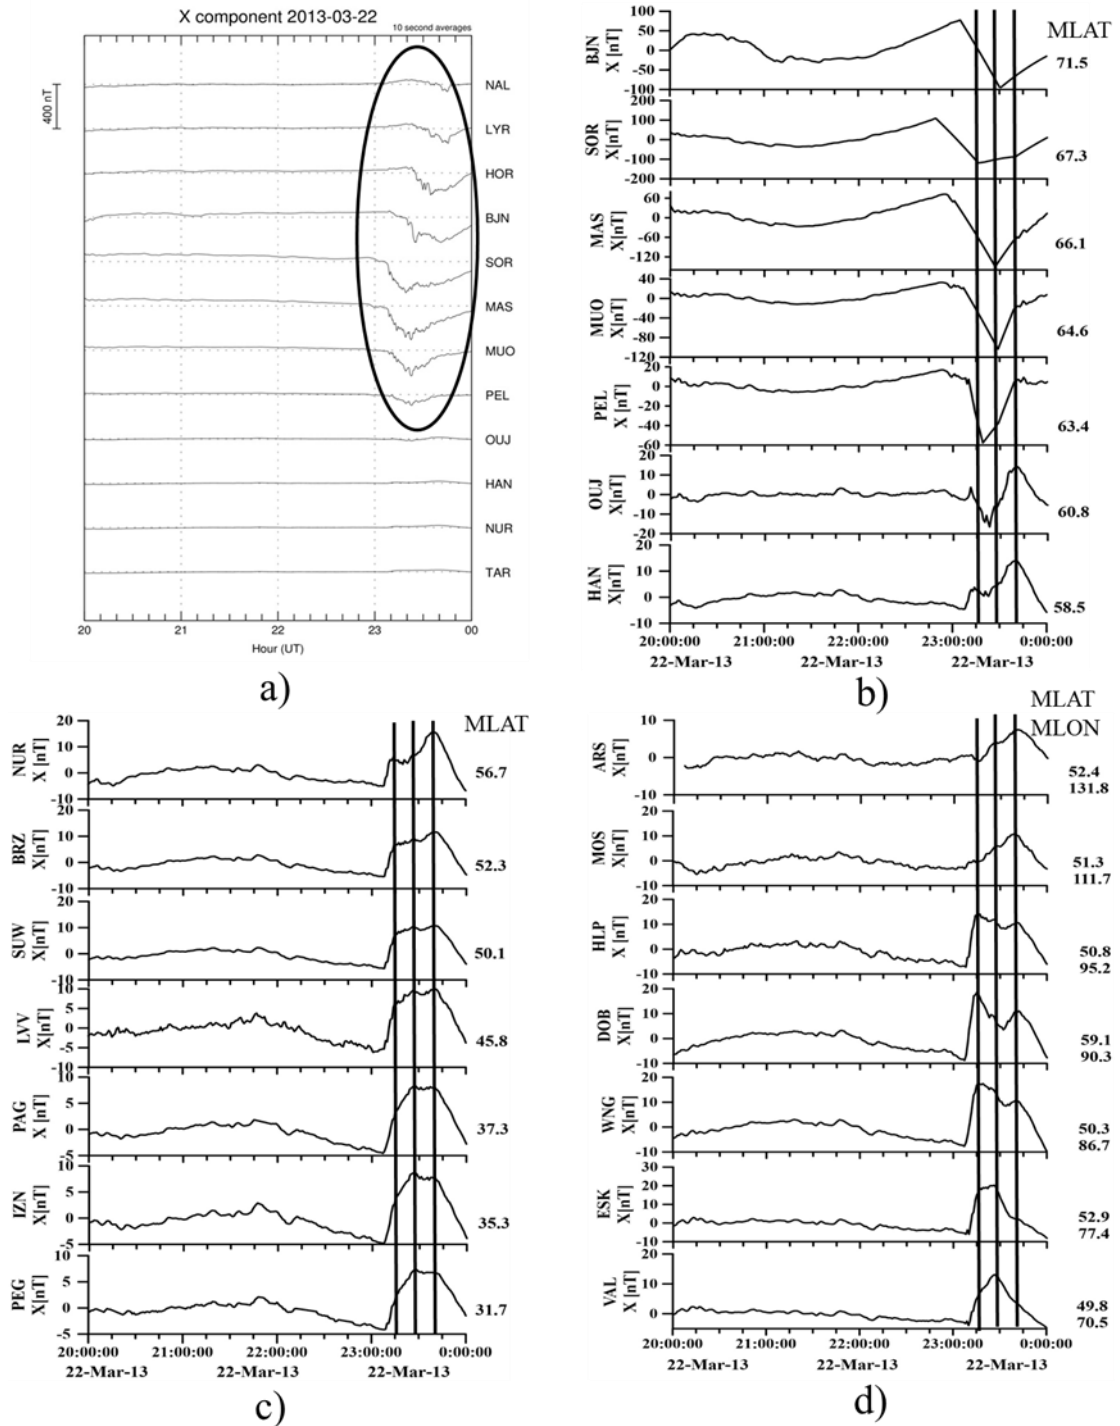 X component 2013-03-22
10 second averages
400 nT
NAL
LYR
HOR
BJN
SOR
MAS
MUO
PEL
OUJ
HAN
NUR
TAR
20 21 22 23 00
Hour (UT)
a)
MLAT
BJN
X [nT]
100
50
0
-50
-100
71.5
SOR
X [nT]
200
100
0
-100
-200
67.3
MAS
X [nT]
60
0
-60
-120
66.1
MUO
X[nT]
40
0
-40
-80
-120
64.6
PEL
X [nT]
20
0
-20
-40
-60
63.4
OUJ
X[nT]
20
10
0
-10
-20
60.8
HAN
X[nT]
20
10
0
-10
58.5
20:00:00 21:00:00 22:00:00 23:00:00 0:00:00
22-Mar-13 22-Mar-13 22-Mar-13
b)
MLAT
NUR
X [nT]
20
10
0
-10
56.7
BRZ
X[nT]
20
10
0
-10
52.3
SUW
X[nT]
20
10
0
-10
50.1
LVV
X[nT]
10
5
0
-5
-10
45.8
PAG
X [nT]
10
5
0
-5
37.3
IZN
X[nT]
10
5
0
-5
35.3
PEG
X[nT]
10
5
0
-5
31.7
20:00:00 21:00:00 22:00:00 23:00:00 0:00:00
22-Mar-13 22-Mar-13 22-Mar-13
c)
MLAT
MLON
ARS
X [nT]
10
0
-10
52.4
131.8
MOS
X [nT]
20
10
0
-10
51.3
111.7
HLP
X [nT]
20
10
0
-10
50.8
95.2
DOB
X[nT]
20
10
0
-10
59.1
90.3
WNG
X[nT]
20
10
0
-10
50.3
86.7
ESK
X[nT]
30
20
10
0
-10
52.9
77.4
VAL
X [nT]
20
10
0
49.8
70.5
20:00:00 21:00:00 22:00:00 23:00:00 0:00:00
22-Mar-13 22-Mar-13 22-Mar-13
d)